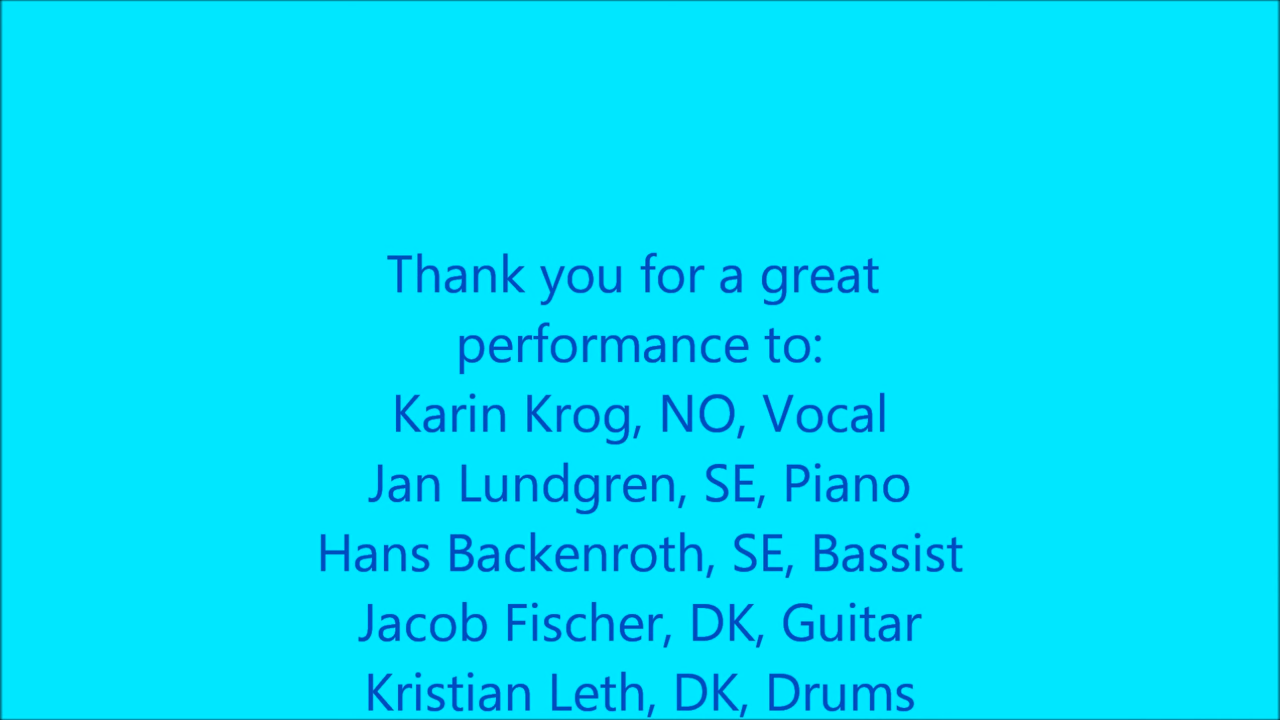 Thank you for a great
performance to:
Karin Krog, NO, Vocal
Jan Lundgren, SE, Piano
Hans Backenroth, SE, Bassist
Jacob Fischer, DK, Guitar
Kristian Leth, DK, Drums